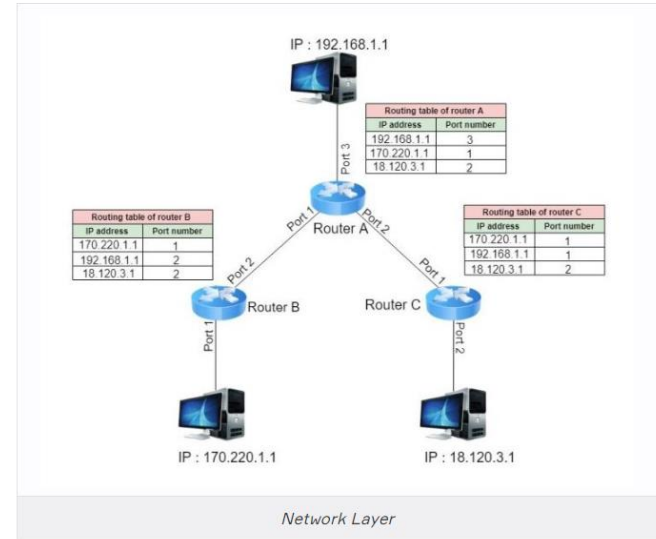 IP : 192.168.1.1
Routing table of router A
IP address Port number
192.168.1.1 3
170.220.1.1 1
18.120.3.1 2
Port 3
Port 1
Port 2
Router A
Routing table of router B
IP address Port number
170.220.1.1 1
192.168.1.1 2
18.120.3.1 2
Routing table of router C
IP address Port number
170.220.1.1 1
192.168.1.1 1
18.120.3.1 2
Port 2
Port 1
Router B
Router C
Port 1
Port 2
IP : 170.220.1.1
IP : 18.120.3.1
Network Layer